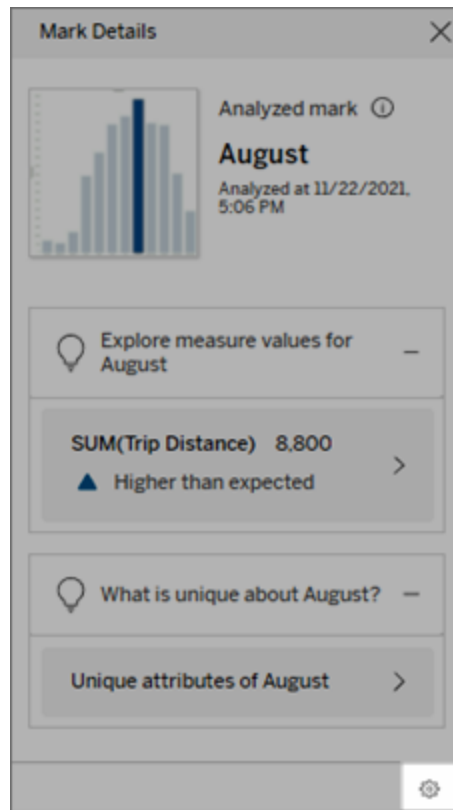 Mark Details
Analyzed mark
August
Analyzed at 11/22/2021,
5:06 PM
Explore measure values for
August
SUM(Trip Distance) 8,800
Higher than expected
What is unique about August?
Unique attributes of August